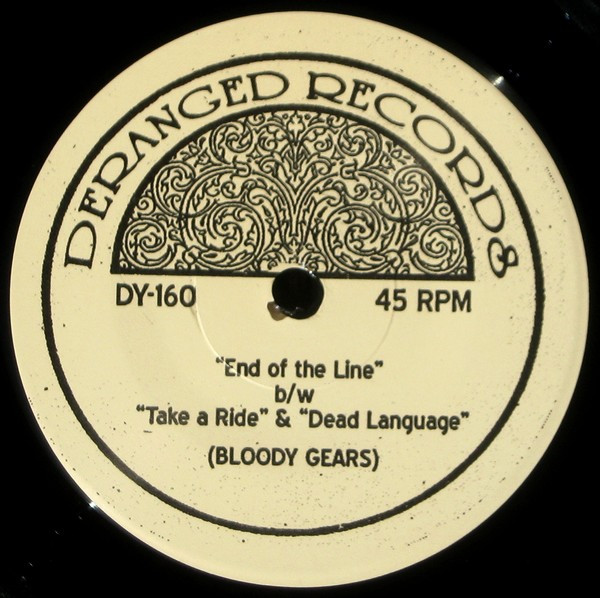 DERANGED RECORDS
DY-160 45 RPM
"End of the Line"
b/w
"Take a Ride" & "Dead Language"
(BLOODY GEARS)